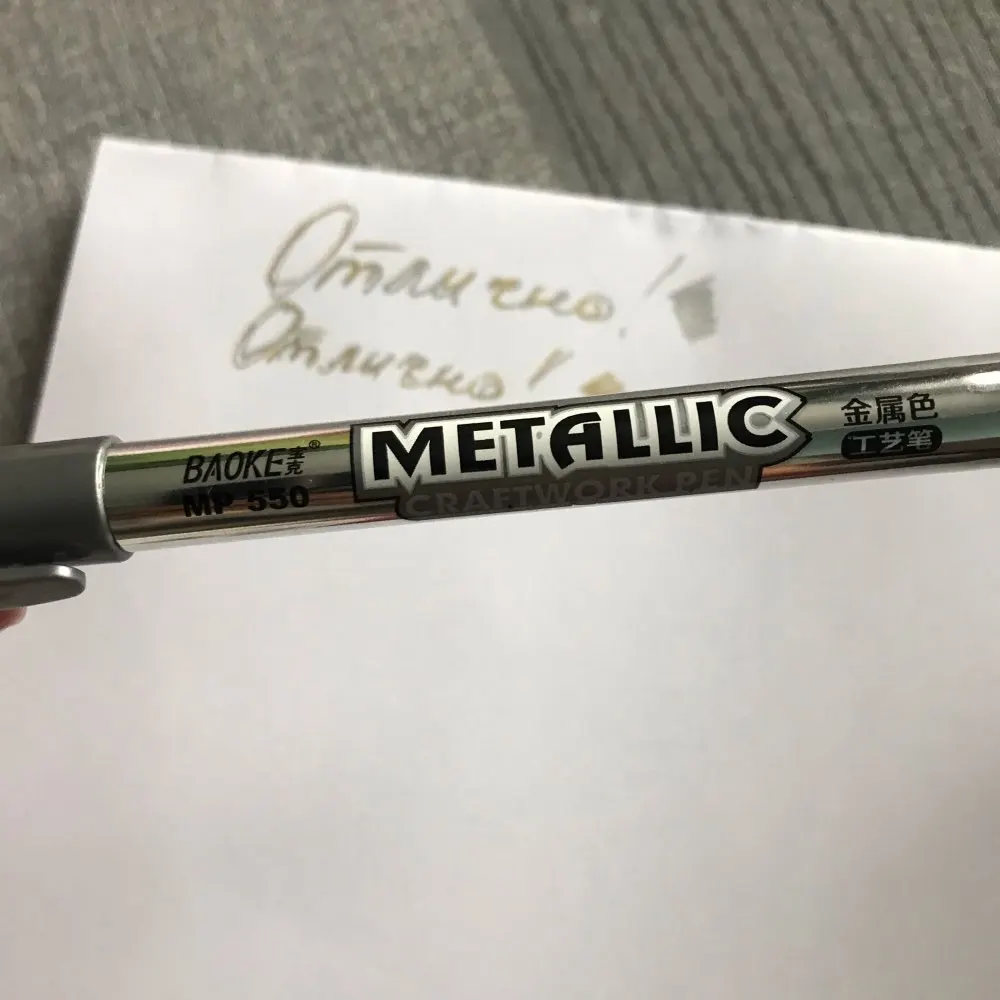 Отлично!
Отлично!
BAOKE宝克®
MP 550
METALLIC
CRAFTWORK PEN
金属色
工艺笔